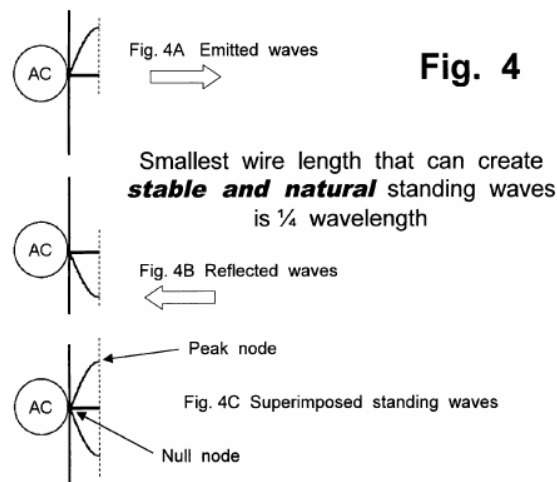 Fig. 4A Emitted waves
Fig. 4
AC
Smallest wire length that can create
stable and natural standing waves
is ¼ wavelength
AC
Fig. 4B Reflected waves
Peak node
AC
Fig. 4C Superimposed standing waves
Null node